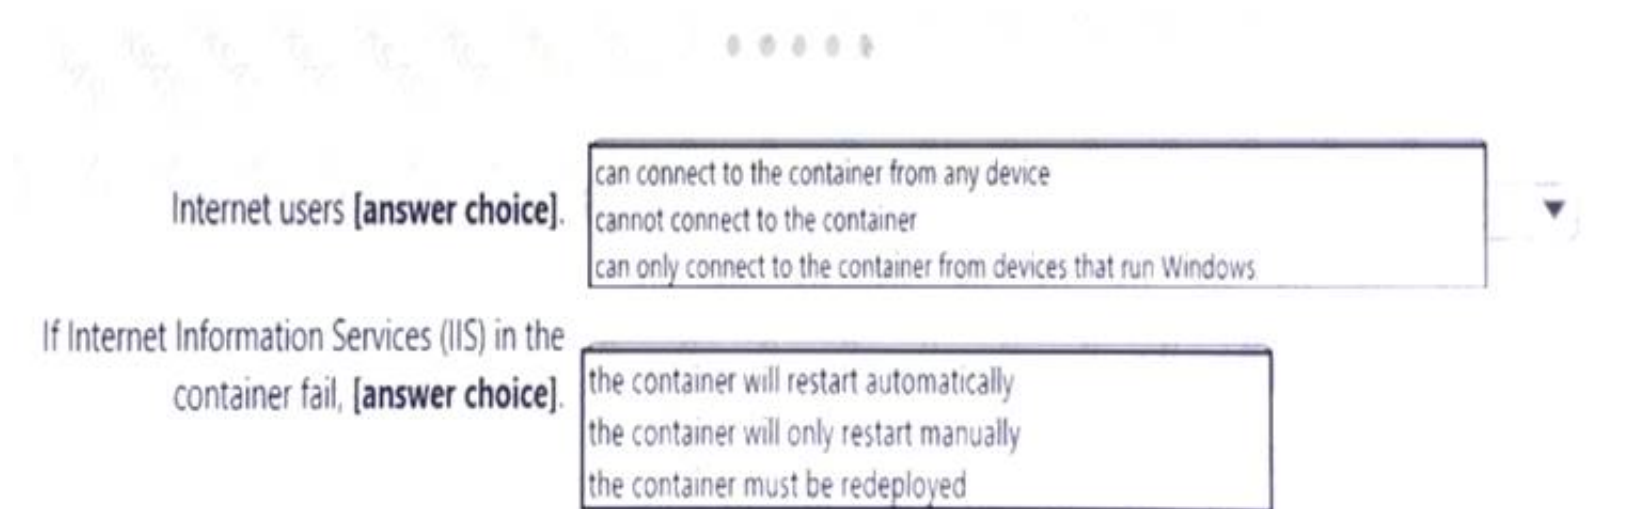 Internet users [answer choice].
can connect to the container from any device
cannot connect to the container
can only connect to the container from devices that run Windows
If Internet Information Services (IIS) in the
container fail, [answer choice].
the container will restart automatically
the container will only restart manually
the container must be redeployed